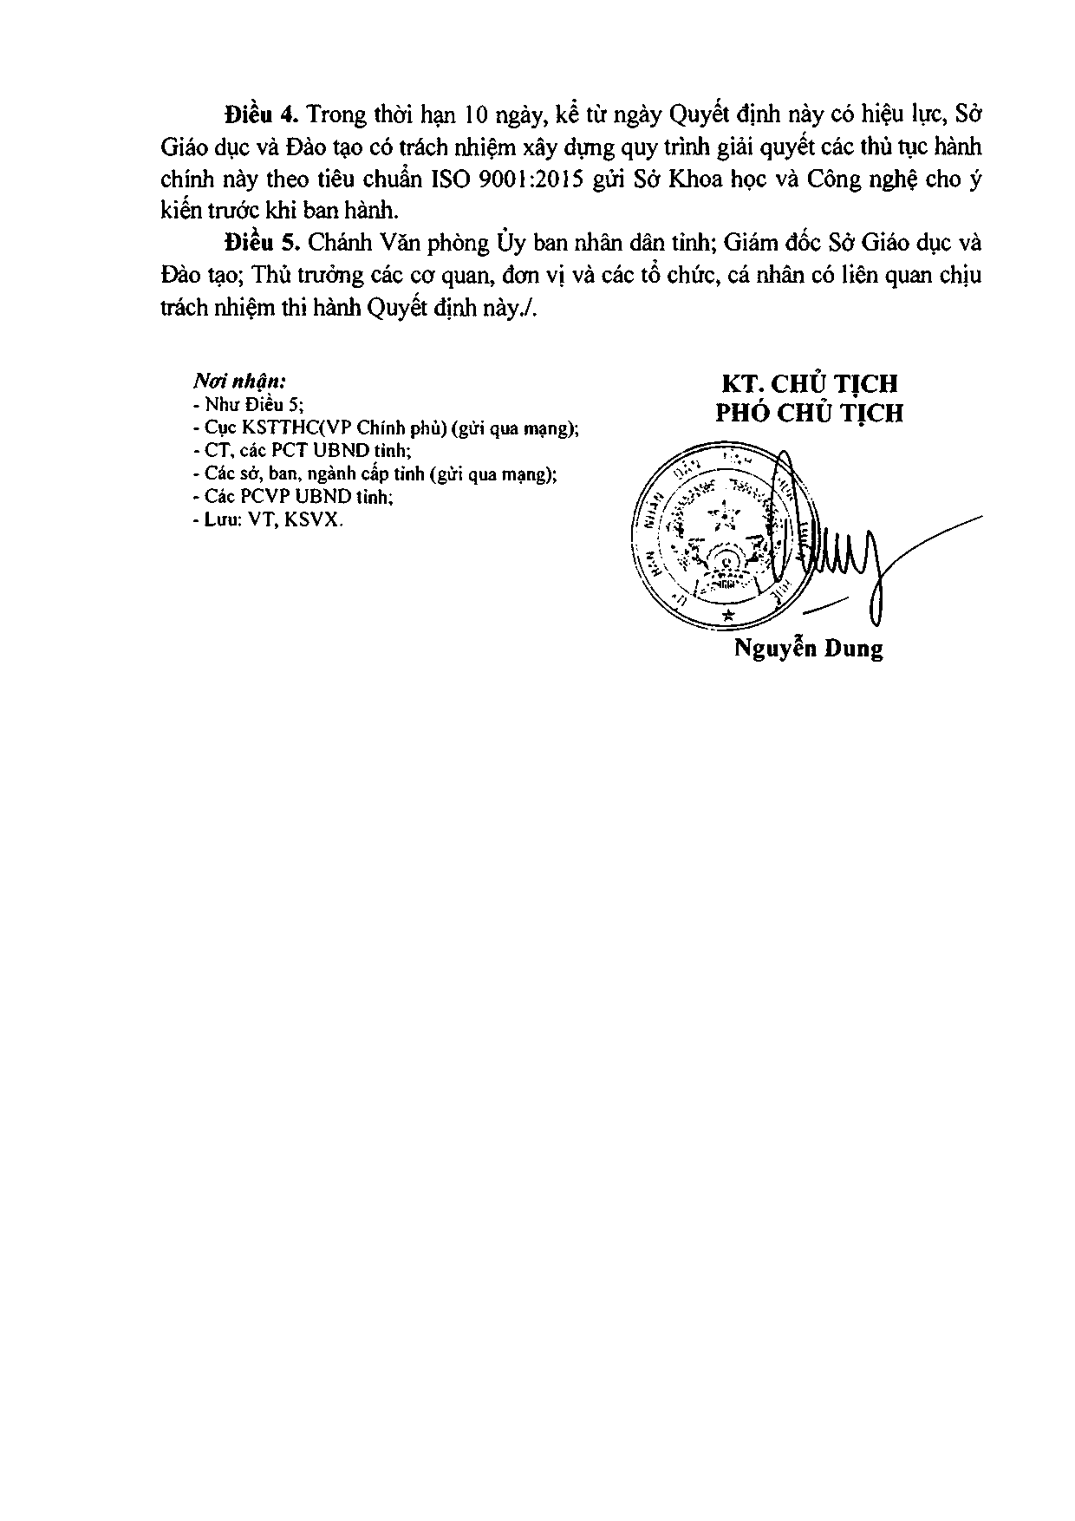 Điều 4. Trong thời hạn 10 ngày, kể từ ngày Quyết định này có hiệu lực, Sở
Giáo dục và Đào tạo có trách nhiệm xây dựng quy trình giải quyết các thủ tục hành
chính này theo tiêu chuẩn ISO 9001:2015 gửi Sở Khoa học và Công nghệ cho ý
kiến trước khi ban hành.
Điều 5. Chánh Văn phòng Ủy ban nhân dân tỉnh; Giám đốc Sở Giáo dục và
Đào tạo; Thủ trưởng các cơ quan, đơn vị và các tổ chức, cá nhân có liên quan chịu
trách nhiệm thi hành Quyết định này./.
Nơi nhận:
- Như Điều 5;
- Cục KSTTHC(VP Chính phủ) (gửi qua mạng);
- CT, các PCT UBND tỉnh;
- Các sở, ban, ngành cấp tỉnh (gửi qua mạng);
- Các PCVP UBND tỉnh;
- Lưu: VT, KSVX.
KT. CHỦ TỊCH
PHÓ CHỦ TỊCH
NHÂN DÂN
Nguyễn Dung